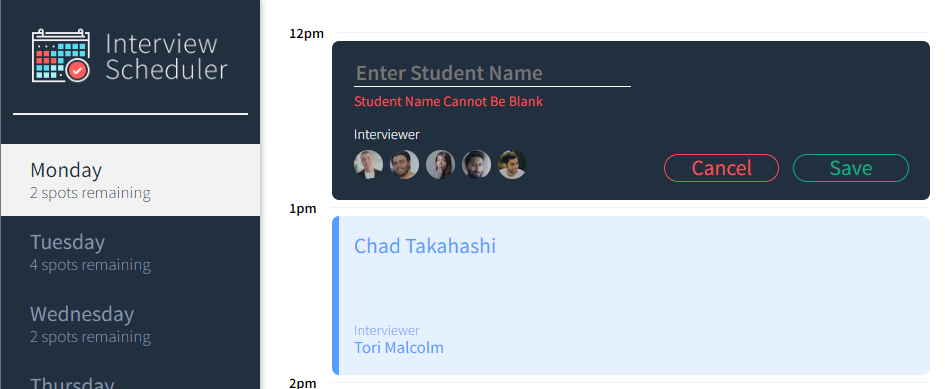 Interview
Scheduler
Monday
2 spots remaining
Tuesday
4 spots remaining
Wednesday
2 spots remaining
Thursday
12pm
Enter Student Name
Student Name Cannot Be Blank
Interviewer
Cancel
Save
1pm
Chad Takahashi
Interviewer
Tori Malcolm
2pm